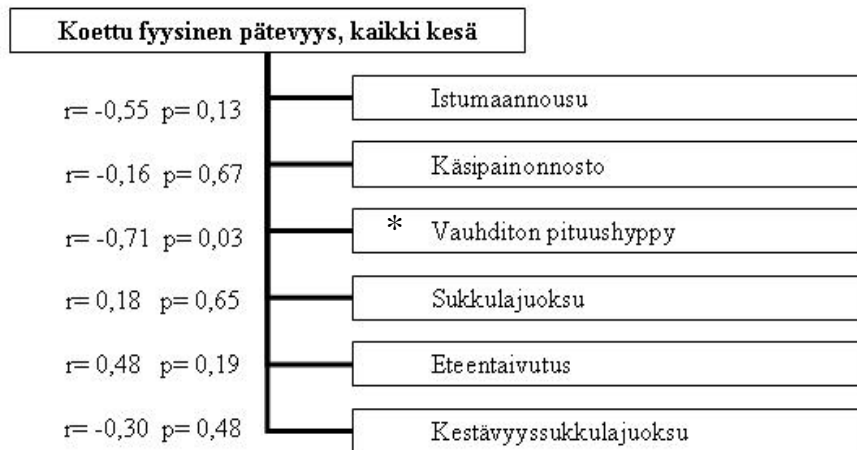 Koettu fyysinen pätevyys, kaikki kesä
r= -0,55 p= 0,13 Istumaannousu
r= -0,16 p= 0,67 Käsipainonnosto
r= -0,71 p= 0,03 * Vauhditon pituushyppy
r= 0,18 p= 0,65 Sukkulajuoksu
r= 0,48 p= 0,19 Eteentaivutus
r= -0,30 p= 0,48 Kestävyyssukkulajuoksu